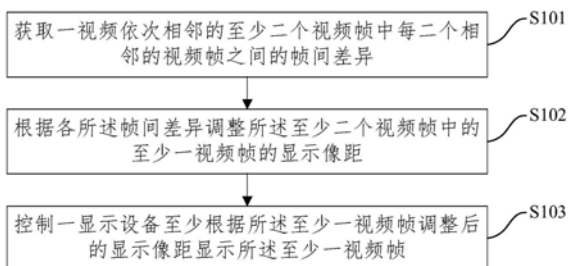 获取一视频依次相邻的至少二个视频帧中每二个相
邻的视频帧之间的帧间差异
S101
根据各所述帧间差异调整所述至少二个视频帧中的
至少一视频帧的显示像距
S102
控制一显示设备至少根据所述至少一视频帧调整后
的显示像距显示所述至少一视频帧
S103